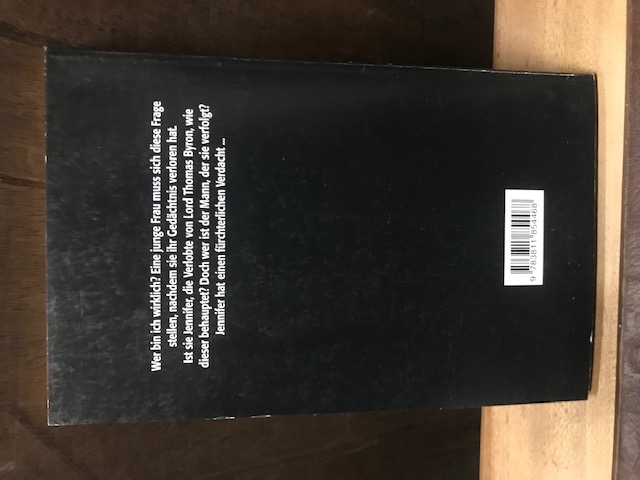 Wer bin ich wirklich? Eine junge Frau muss sich diese Frage
stellen, nachdem sie ihr Gedächtnis verloren hat.
Ist sie Jennifer, die Verlobte von Lord Thomas Byron, wie
dieser behauptet? Doch wer ist der Mann, der sie verfolgt?
Jennifer hat einen fürchterlichen Verdacht ...
9 783811 854468